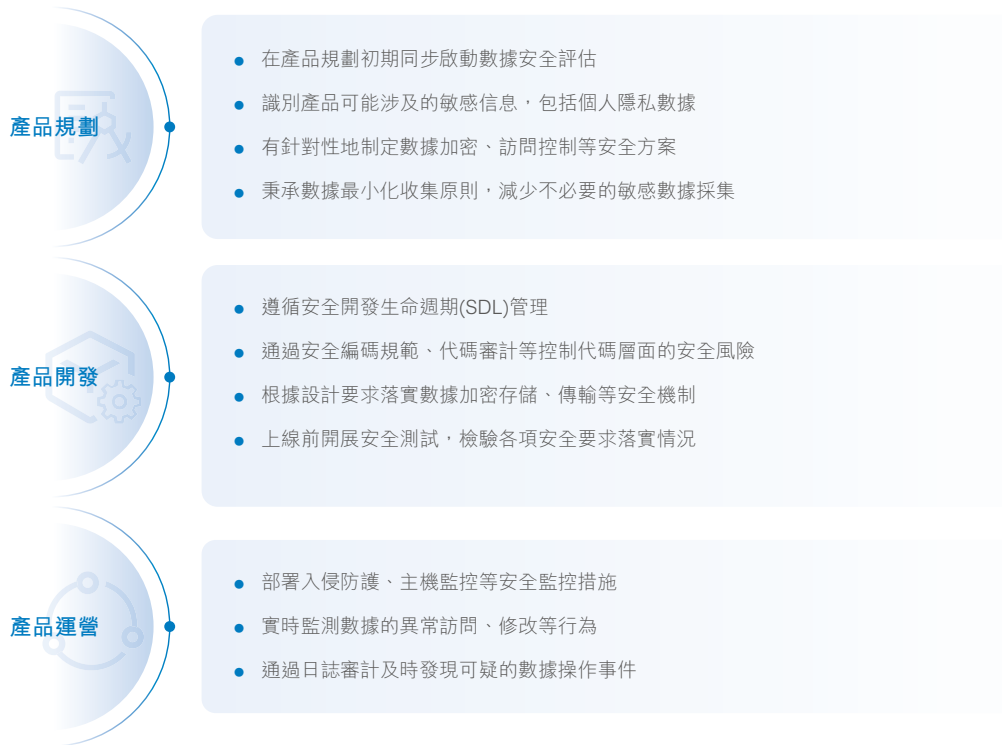 產品規劃
在產品規劃初期同步啟動數據安全評估
識別產品可能涉及的敏感信息，包括個人隱私數據
有針對性地制定數據加密、訪問控制等安全方案
秉承數據最小化收集原則，減少不必要的敏感數據採集
產品開發
遵循安全開發生命週期(SDL)管理
通過安全編碼規範、代碼審計等控制代碼層面的安全風險
根據設計要求落實數據加密存儲、傳輸等安全機制
上線前開展安全測試，檢驗各項安全要求落實情況
產品運營
部署入侵防護、主機監控等安全監控措施
實時監測數據的異常訪問、修改等行為
通過日誌審計及時發現可疑的數據操作事件